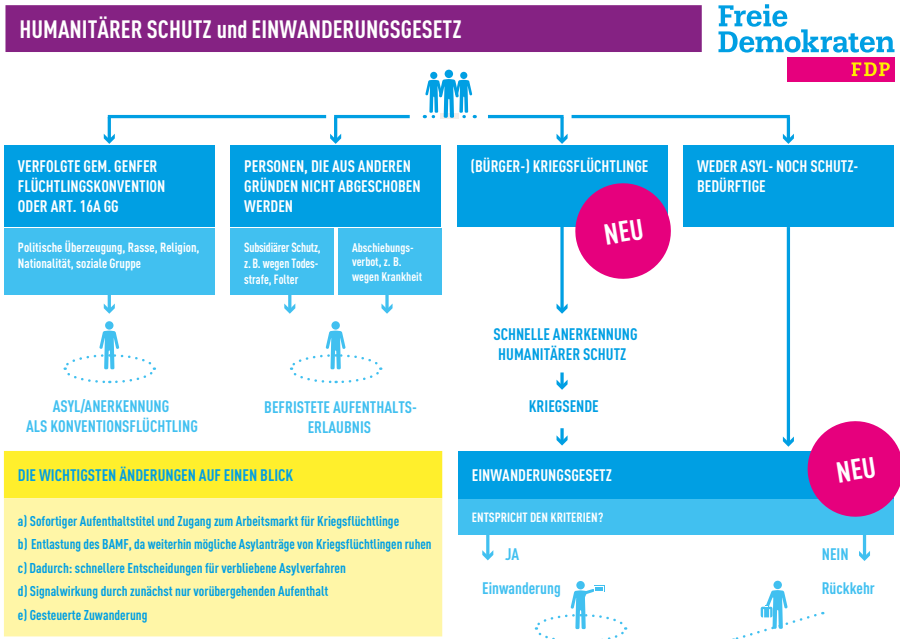 HUMANITÄRER SCHUTZ und EINWANDERUNGSGESETZ
Freie
Demokraten
FDP
VERFOLGTE GEM. GENFER
FLÜCHTLINGSKONVENTION
ODER ART. 16A GG
Politische Überzeugung, Rasse, Religion,
Nationalität, soziale Gruppe
ASYL/ANERKENNUNG
ALS KONVENTIONSFLÜCHTLING
PERSONEN, DIE AUS ANDEREN
GRÜNDEN NICHT ABGESCHOBEN
WERDEN
Subsidiärer Schutz,
z. B. wegen Todes-
strafe, Folter
Abschiebungs-
verbot, z. B.
wegen Krankheit
BEFRISTETE AUFENTHALTS-
ERLAUBNIS
(BÜRGER-) KRIEGSFLÜCHTLINGE
NEU
SCHNELLE ANERKENNUNG
HUMANITÄRER SCHUTZ
KRIEGSENDE
WEDER ASYL- NOCH SCHUTZ-
BEDÜRFTIGE
DIE WICHTIGSTEN ÄNDERUNGEN AUF EINEN BLICK
a) Sofortiger Aufenthaltstitel und Zugang zum Arbeitsmarkt für Kriegsflüchtlinge
b) Entlastung des BAMF, da weiterhin mögliche Asylanträge von Kriegsflüchtlingen ruhen
c) Dadurch: schnellere Entscheidungen für verbliebene Asylverfahren
d) Signalwirkung durch zunächst nur vorübergehenden Aufenthalt
e) Gesteuerte Zuwanderung
EINWANDERUNGSGESETZ
NEU
ENTSPRICHT DEN KRITERIEN?
JA
Einwanderung
NEIN
Rückkehr